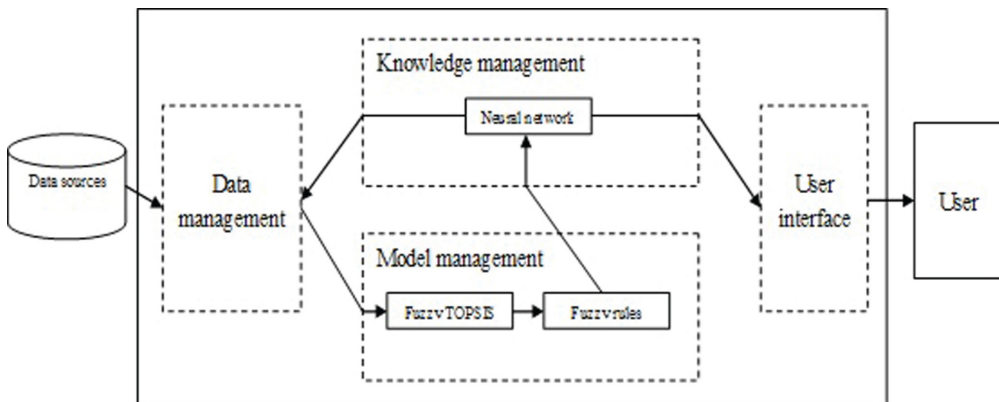 Knowledge management
Neural network
Data sources
Data
management
User
interface
User
Model management
Fuzzy TOPSIS
Fuzzy rules